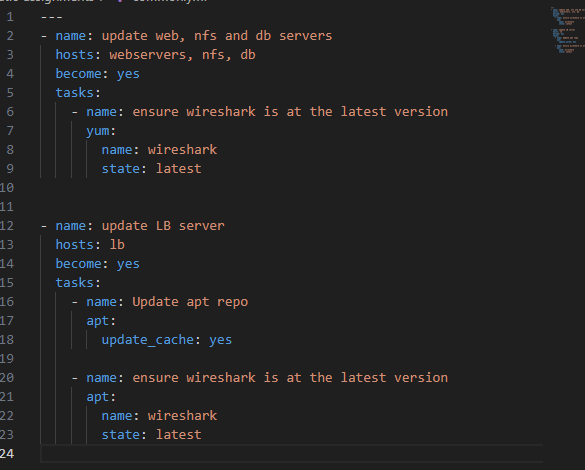 1 ---
2 - name: update web, nfs and db servers
3   hosts: webservers, nfs, db
4   become: yes
5   tasks:
6     - name: ensure wireshark is at the latest version
7       yum:
8         name: wireshark
9         state: latest
10
11
12 - name: update LB server
13   hosts: lb
14   become: yes
15   tasks:
16     - name: Update apt repo
17       apt:
18         update_cache: yes
19
20     - name: ensure wireshark is at the latest version
21       apt:
22         name: wireshark
23         state: latest
24